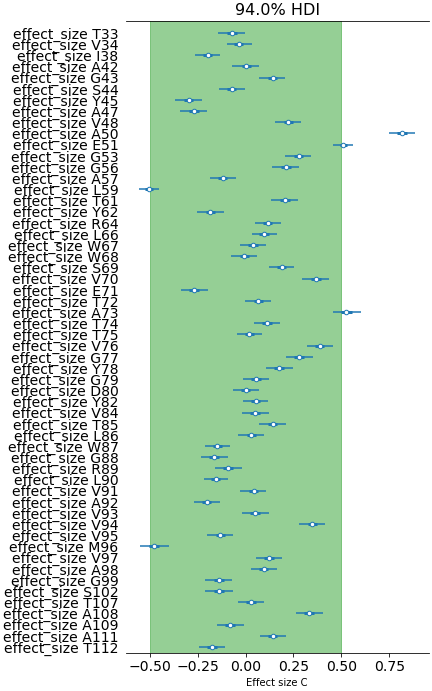 94.0% HDI
effect_size T33
effect_size V34
effect_size I38
effect_size A42
effect_size G43
effect_size S44
effect_size Y45
effect_size A47
effect_size V48
effect_size A50
effect_size E51
effect_size G53
effect_size G56
effect_size A57
effect_size L59
effect_size T61
effect_size Y62
effect_size R64
effect_size L66
effect_size W67
effect_size W68
effect_size S69
effect_size V70
effect_size E71
effect_size T72
effect_size A73
effect_size T74
effect_size T75
effect_size V76
effect_size G77
effect_size Y78
effect_size G79
effect_size D80
effect_size Y82
effect_size V84
effect_size T85
effect_size L86
effect_size W87
effect_size G88
effect_size R89
effect_size L90
effect_size V91
effect_size A92
effect_size V93
effect_size V94
effect_size V95
effect_size M96
effect_size V97
effect_size A98
effect_size G99
effect_size S102
effect_size T107
effect_size A108
effect_size A109
effect_size A111
effect_size T112
−0.50 −0.25 0.00 0.25 0.50 0.75
Effect size C